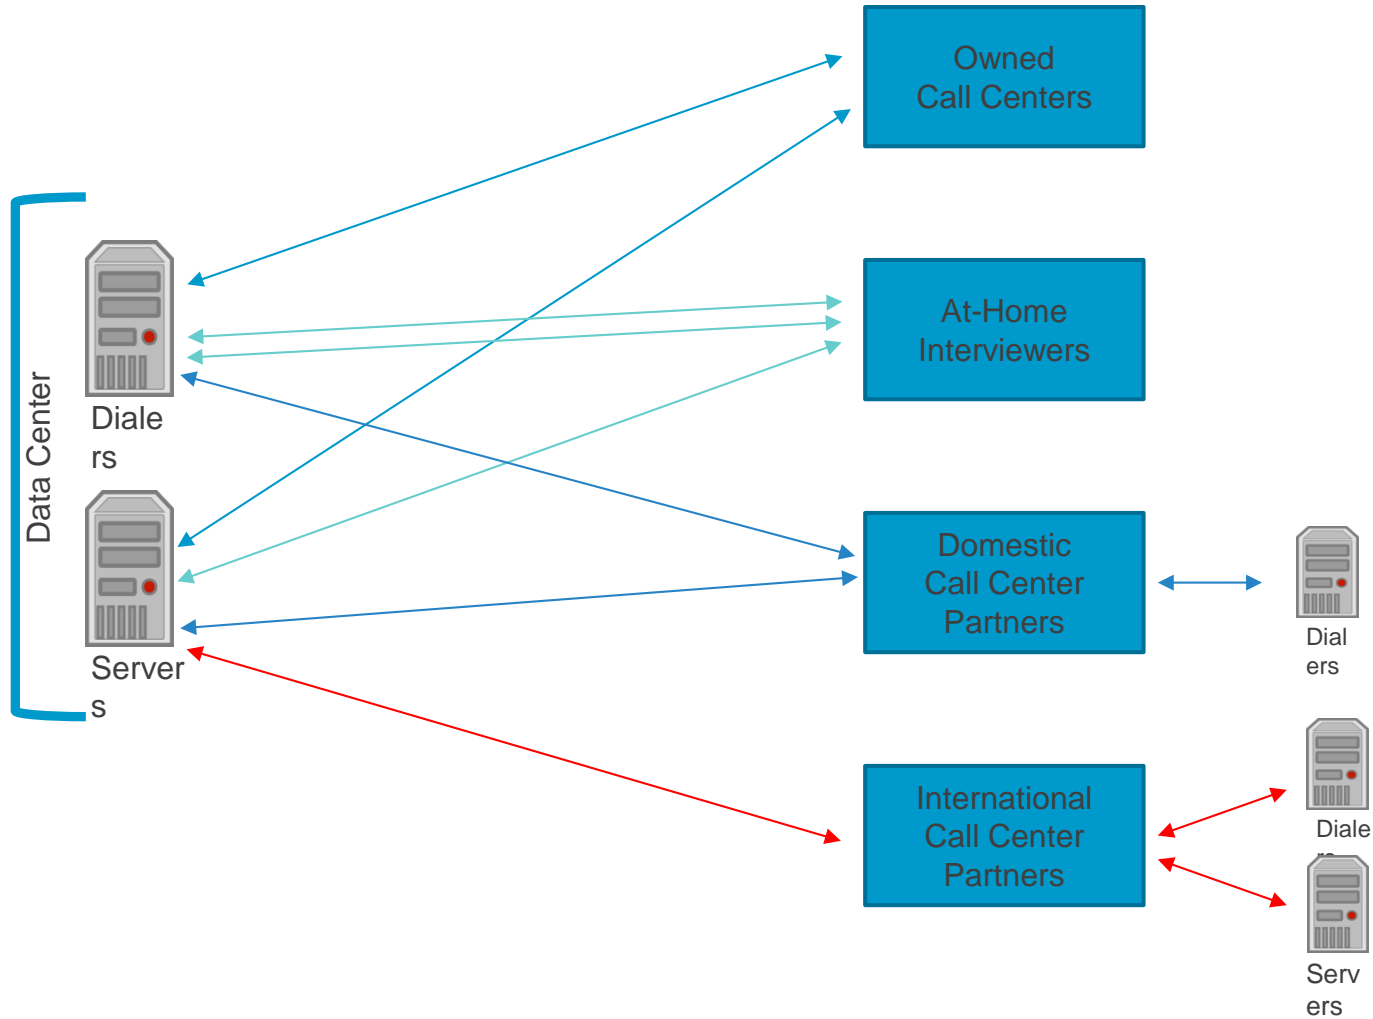 Owned
Call Centers
Data Center
Diale
rs
At-Home
Interviewers
Server
s
Domestic
Call Center
Partners
Dial
ers
International
Call Center
Partners
Diale
rs
Serv
ers